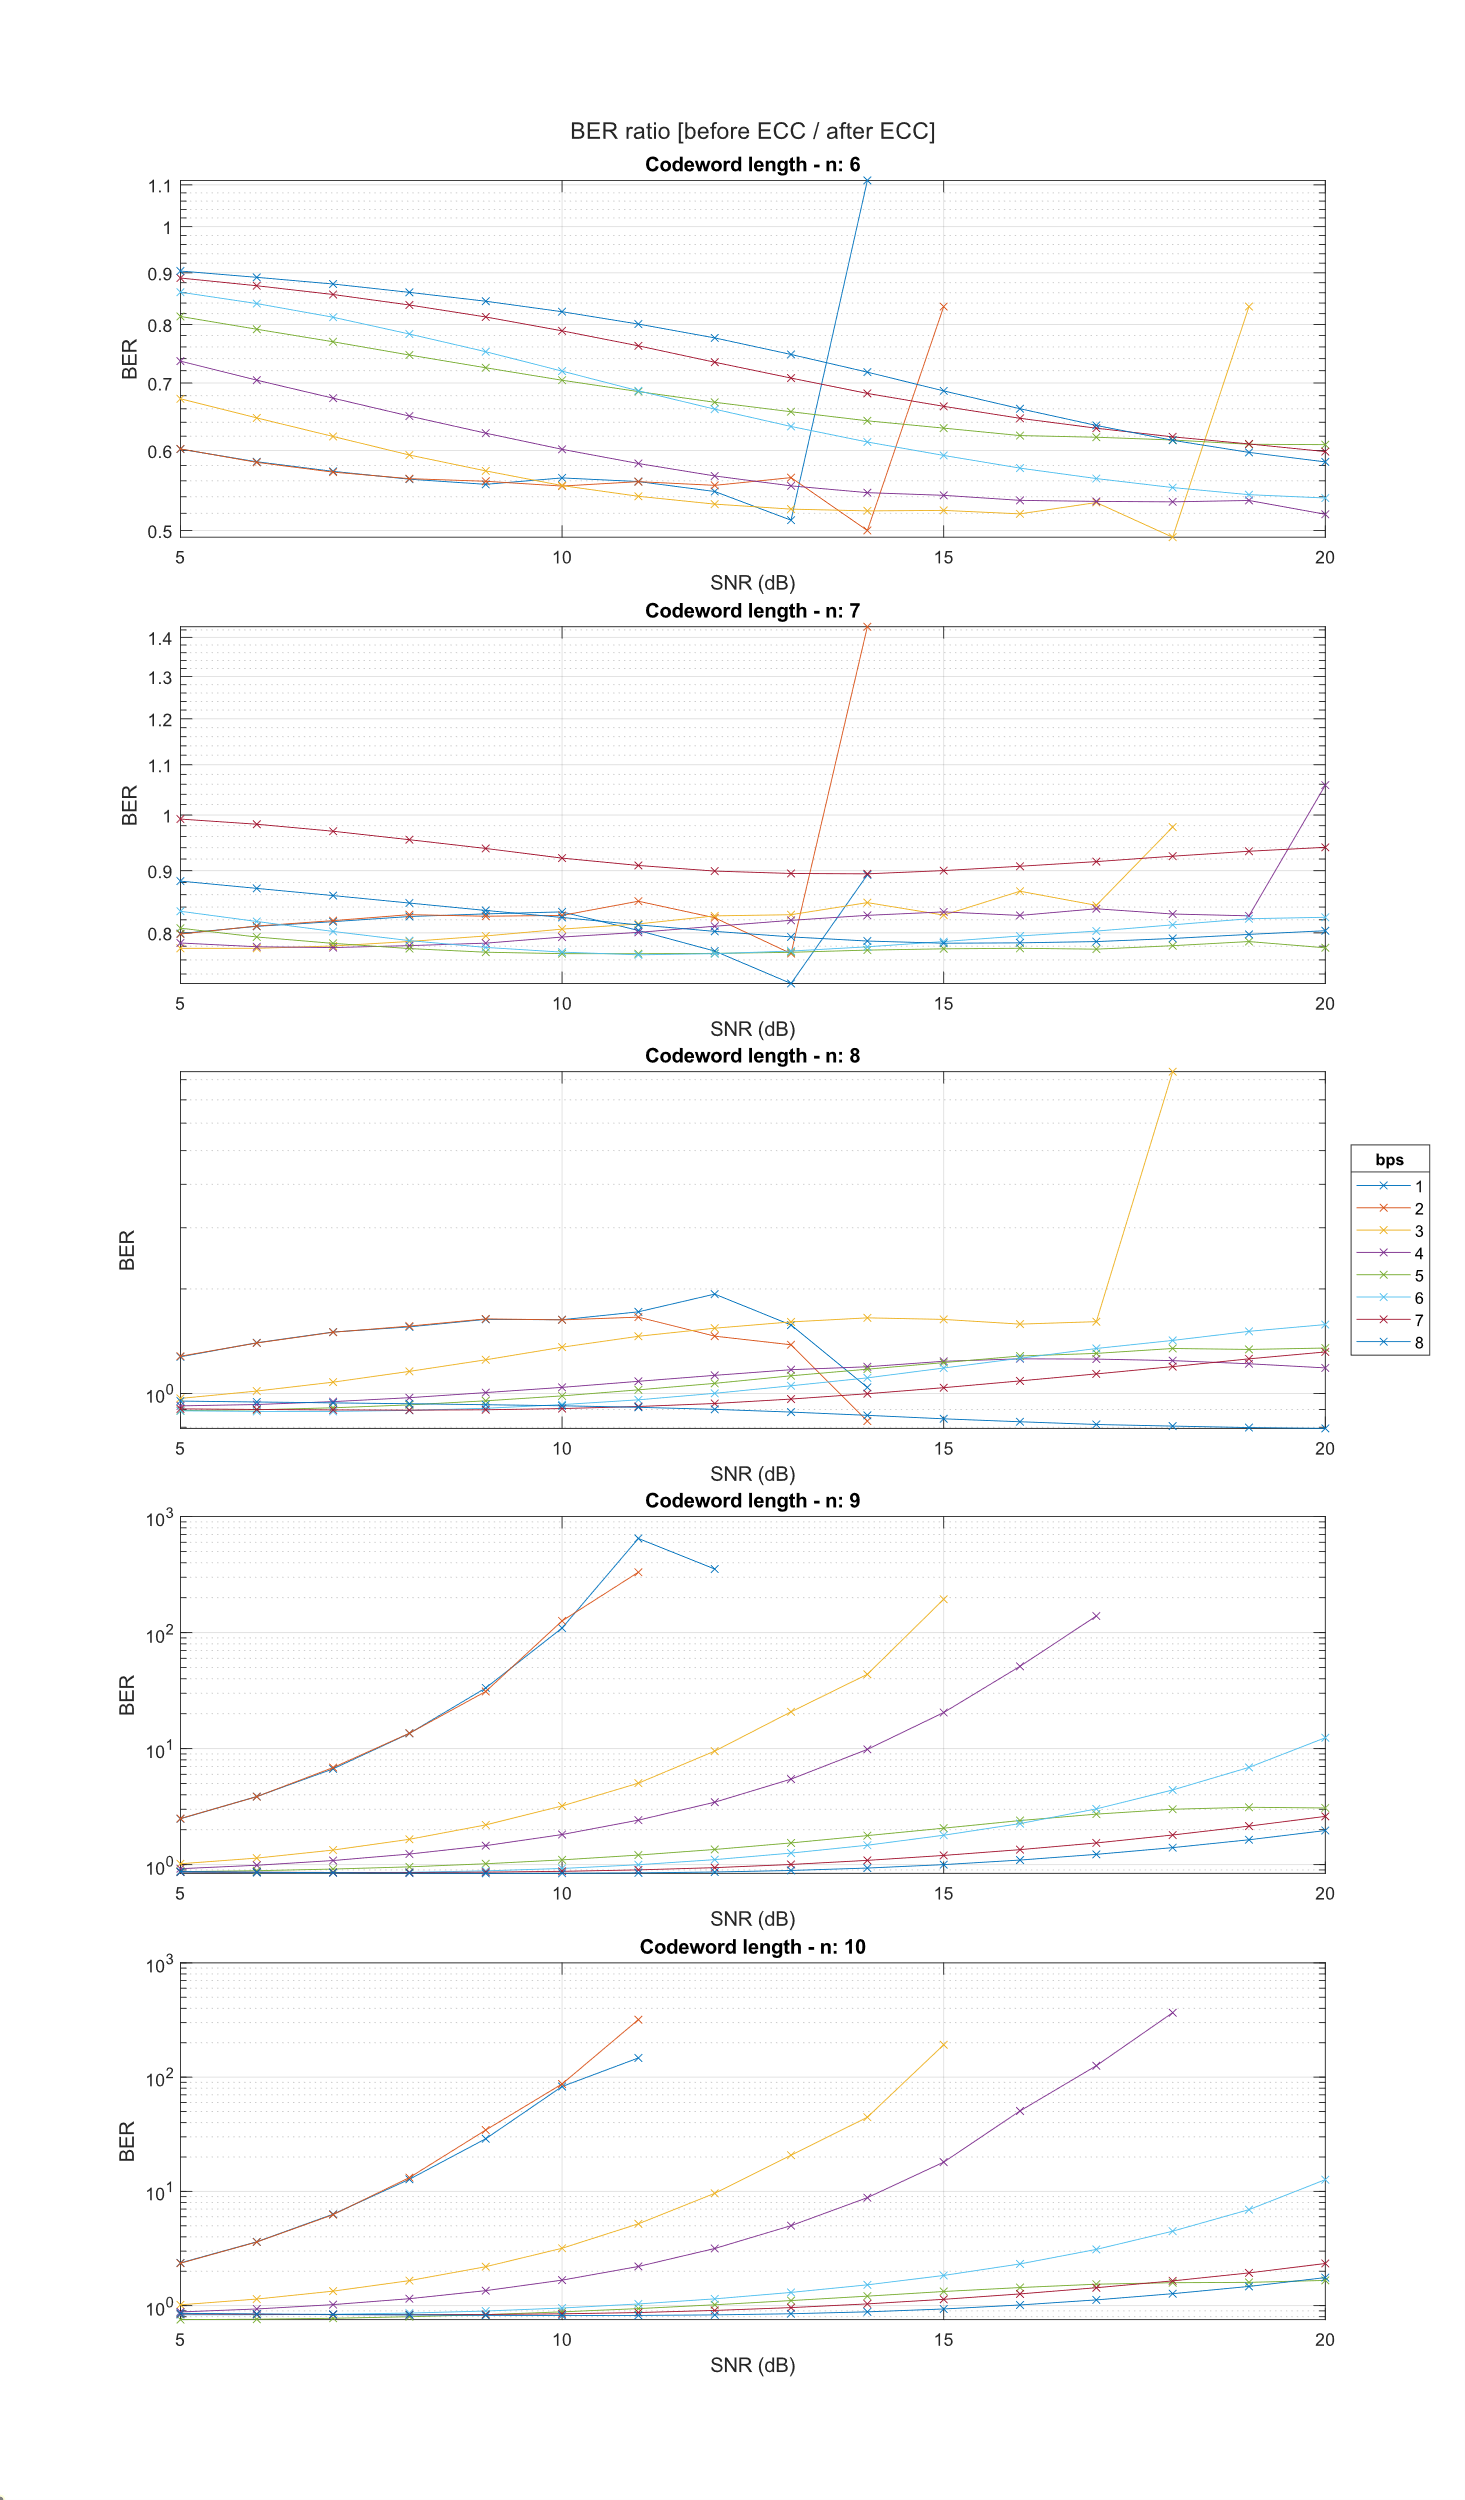 BER ratio [before ECC / after ECC]
Codeword length - n: 6
1.1
1
0.9
0.8
0.7
0.6
0.5
BER
5 10 15 20
SNR (dB)
Codeword length - n: 7
1.4
1.3
1.2
1.1
1
0.9
0.8
BER
5 10 15 20
SNR (dB)
Codeword length - n: 8
10^0
BER
5 10 15 20
SNR (dB)
bps
1
2
3
4
5
6
7
8
Codeword length - n: 9
10^3
10^2
10^1
10^0
BER
5 10 15 20
SNR (dB)
Codeword length - n: 10
10^3
10^2
10^1
10^0
BER
5 10 15 20
SNR (dB)